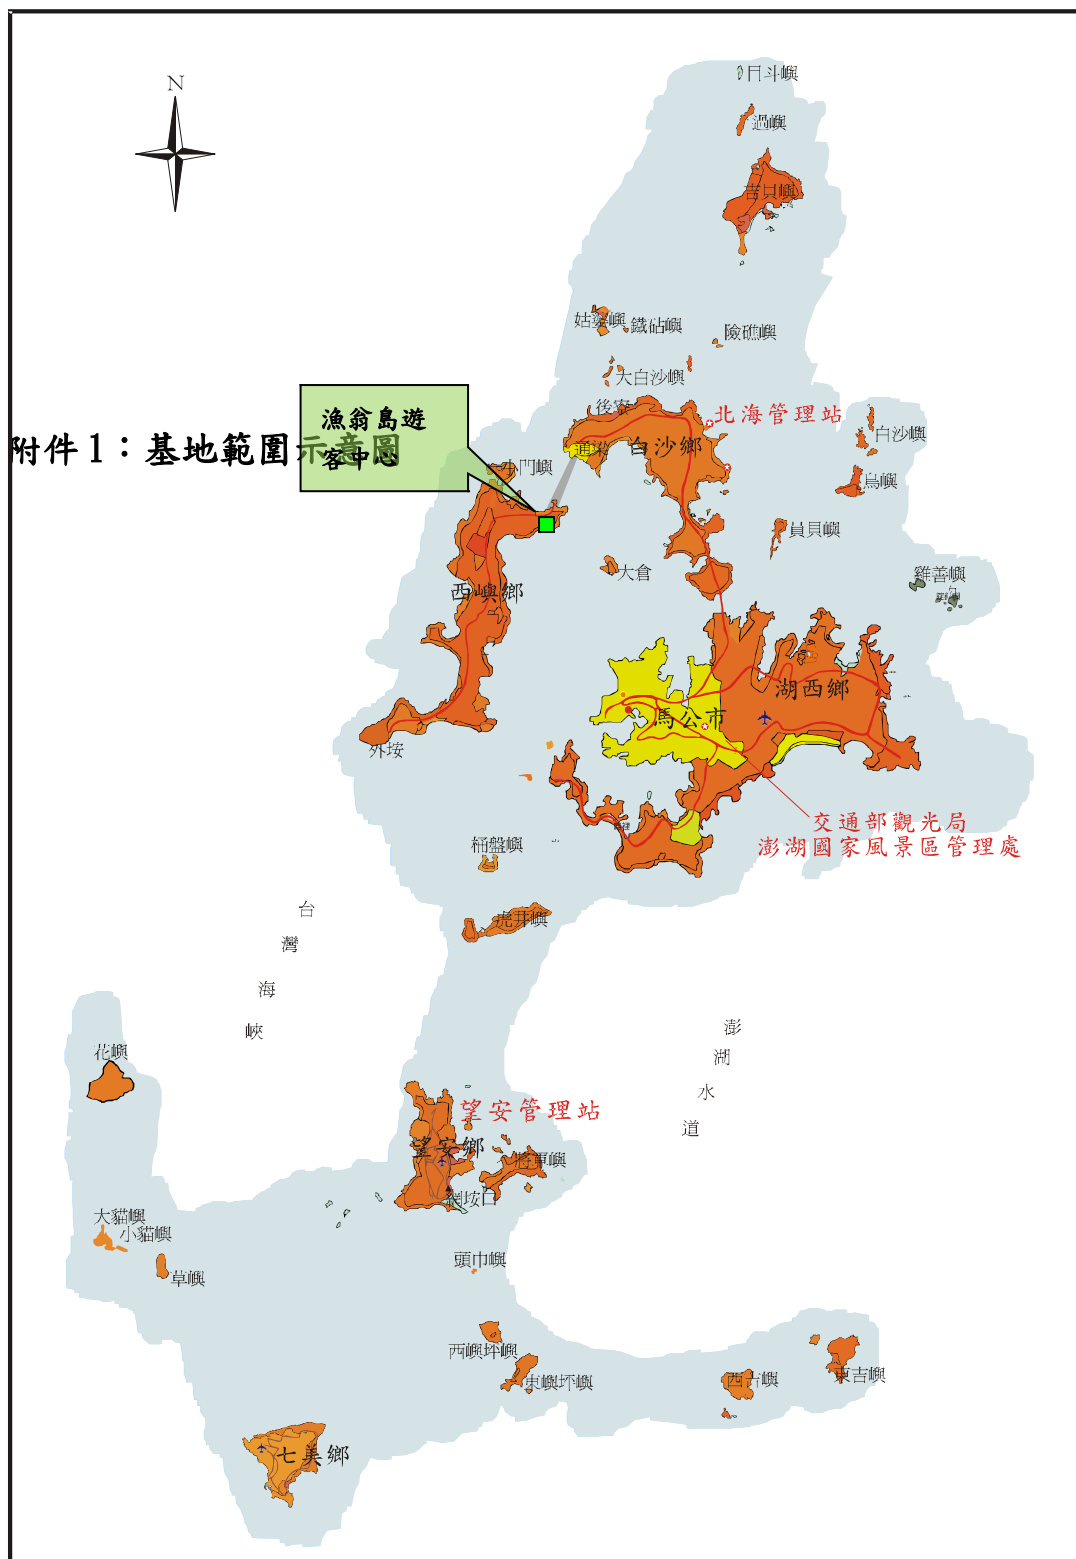 N
目斗嶼
過嶼
吉貝嶼
姑婆嶼
鐵砧嶼
險礁嶼
大白沙嶼
後寮
北海管理站
漁翁島遊
客中心
附件1：基地範圍示意圖
通梁
白沙鄉
白沙嶼
小門嶼
鳥嶼
員貝嶼
大倉
雞善嶼
西嶼鄉
湖西鄉
馬公市
外垵
交通部觀光局
澎湖國家風景區管理處
桶盤嶼
虎井嶼
台
灣
海
峽
澎
湖
水
道
花嶼
望安管理站
望安鄉
將軍嶼
網垵口
大貓嶼
小貓嶼
草嶼
頭巾嶼
西嶼坪嶼
東嶼坪嶼
西吉嶼
東吉嶼
七美鄉